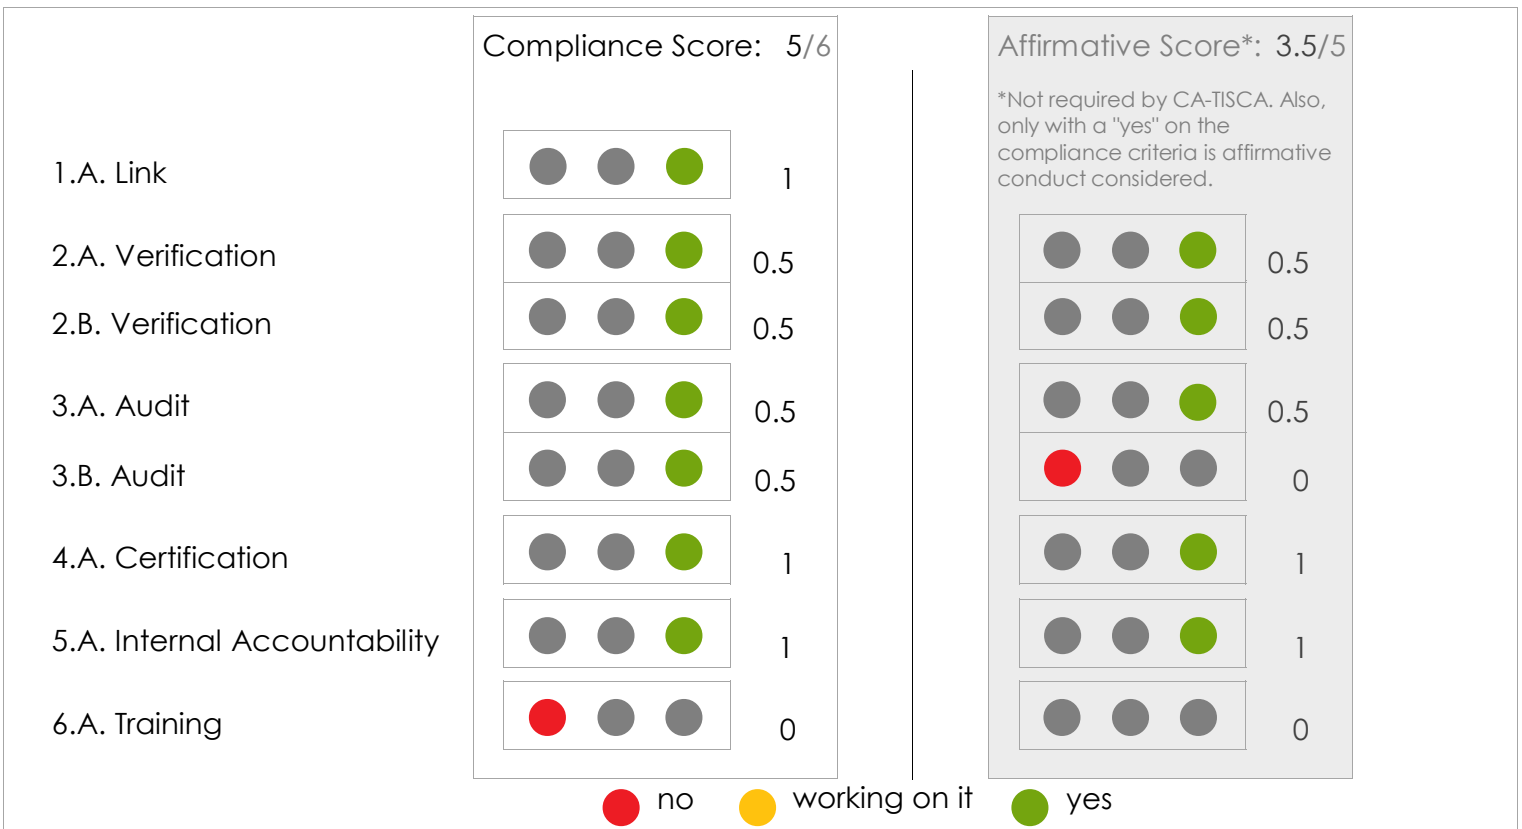 Compliance Score: 5/6
Affirmative Score*: 3.5/5
*Not required by CA-TISCA. Also,
only with a "yes" on the
compliance criteria is affirmative
conduct considered.
1.A. Link 1
2.A. Verification 0.5 0.5
2.B. Verification 0.5 0.5
3.A. Audit 0.5 0.5
3.B. Audit 0.5 0
4.A. Certification 1 1
5.A. Internal Accountability 1 1
6.A. Training 0 0
no working on it yes